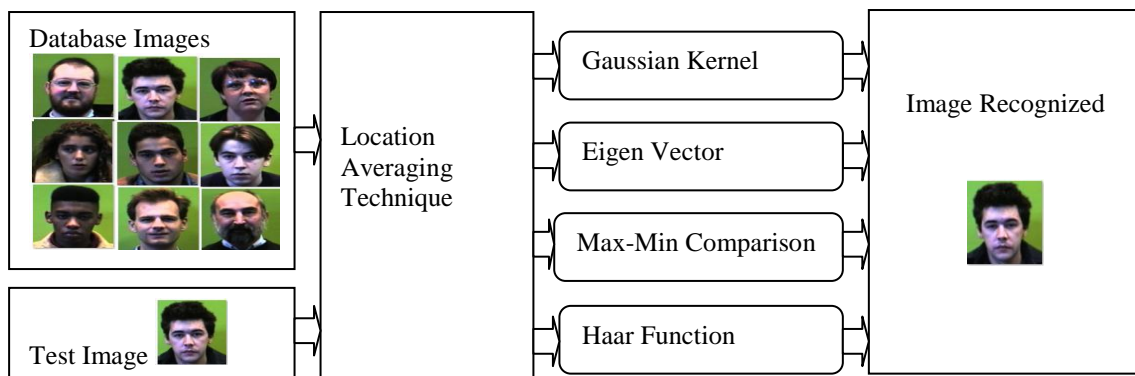 Database Images
Test Image
Location
Averaging
Technique
Gaussian Kernel
Eigen Vector
Max-Min Comparison
Haar Function
Image Recognized